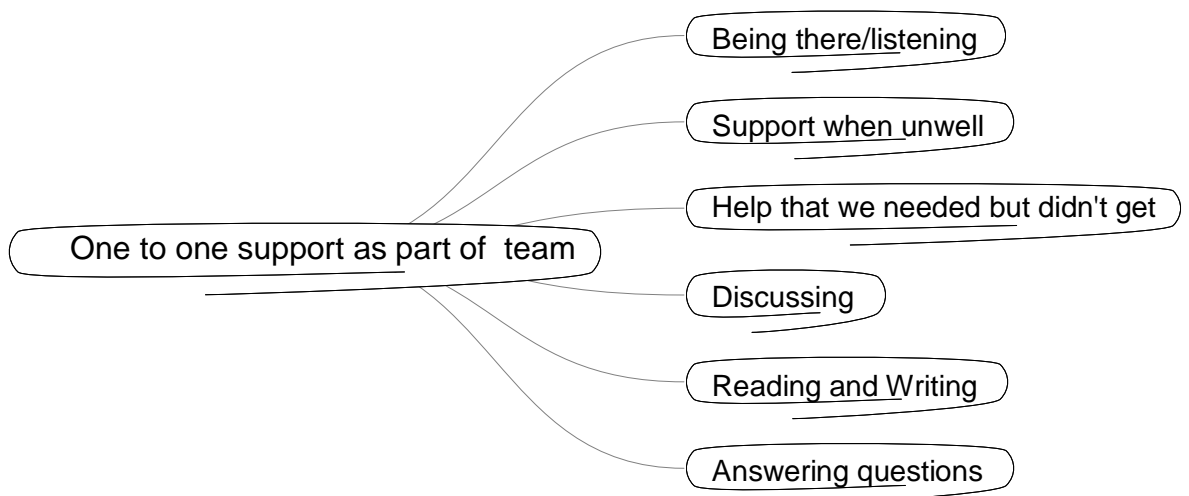 Being there/listening
Support when unwell
Help that we needed but didn't get
One to one support as part of  team
Discussing
Reading and Writing
Answering questions